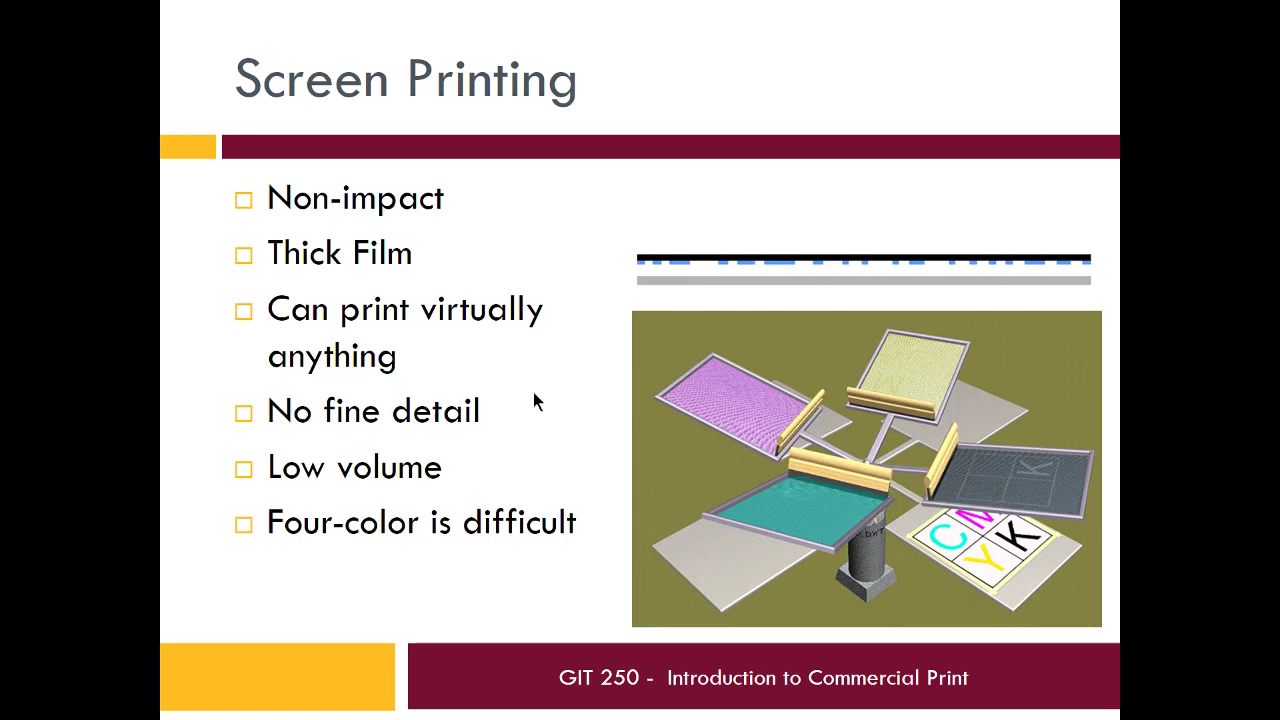 Screen Printing
Non-impact
Thick Film
Can print virtually
anything
No fine detail
Low volume
Four-color is difficult
K
C M
Y K
GIT 250 - Introduction to Commercial Print